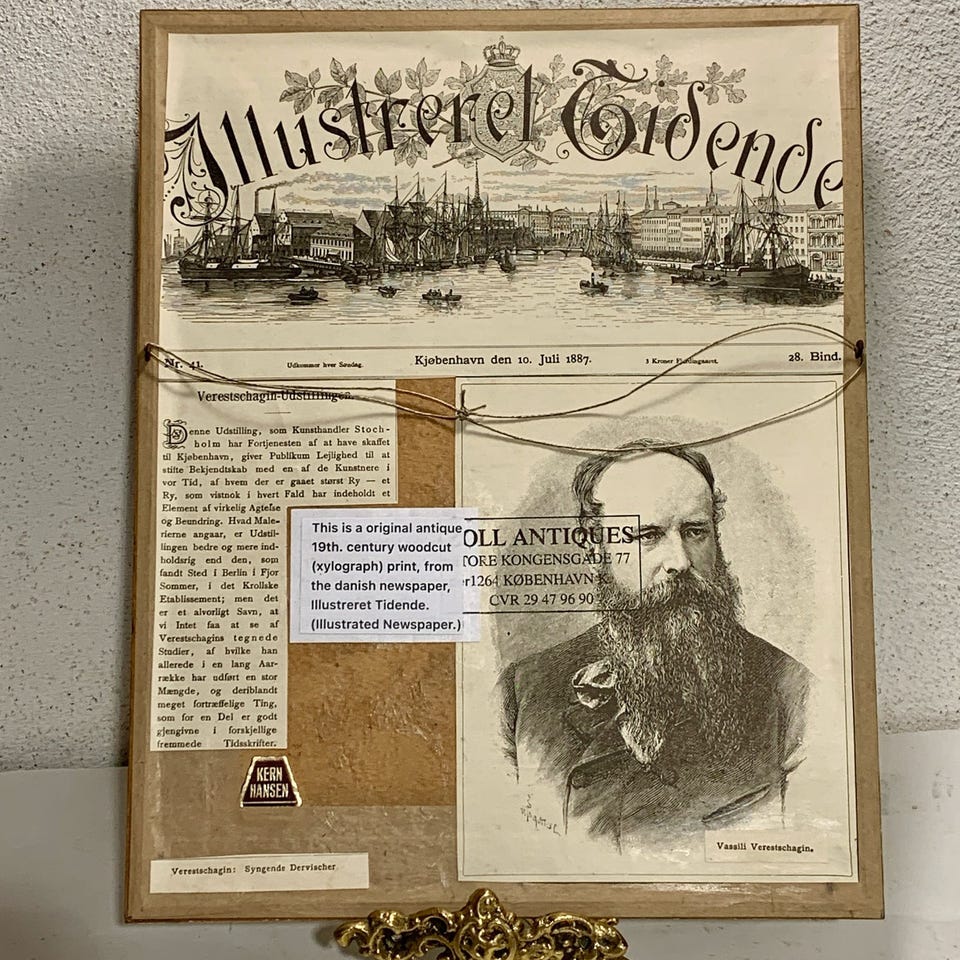 Illustreret Tidende
Nr. 41. Udkommer hver Søndag. Kjøbenhavn den 10. Juli 1887. 3 Kroner Fjerdingaaret. 28. Bind.
Verestschagin-Udstillingen.
Denne Udstilling, som Kunsthandler Stoch-
holm har Fortjenesten af at have skaffet
til Kjøbenhavn, giver Publikum Lejlighed til at
stifte Bekjendtskab med en af de Kunstnere i
vor Tid, af hvem der er gaaet størst Ry — et
Ry, som vistnok i hvert Fald har indeholdt et
Element af virkelig Agtelse
og Beundring. Hvad Male-
rierne angaar, er Udstil-
lingen bedre og mere ind-
holdsrig end den, som
fandt Sted i Berlin i Fjor
Sommer, i det Krollske
Etablissement; men det
er et alvorligt Savn, at
vi Intet faa at se af
Verestschagins tegnede
Studier, af hvilke han
allerede i en lang Aar-
række har udført en stor
Mængde, og deriblandt
meget fortræffelige Ting,
som for en Del er godt
gjengivne i forskjellige
fremmede Tidsskrifter.
This is a original antique
19th. century woodcut
(xylograph) print, from
the danish newspaper,
Illustreret Tidende.
(Illustrated Newspaper.)
OLL ANTIQUES
TORE KONGENSGADE 77
1264 KØBENHAVN K.
CVR 29 47 96 90
KERN
HANSEN
Verestschagin: Syngende Dervischer
Vassili Verestschagin.